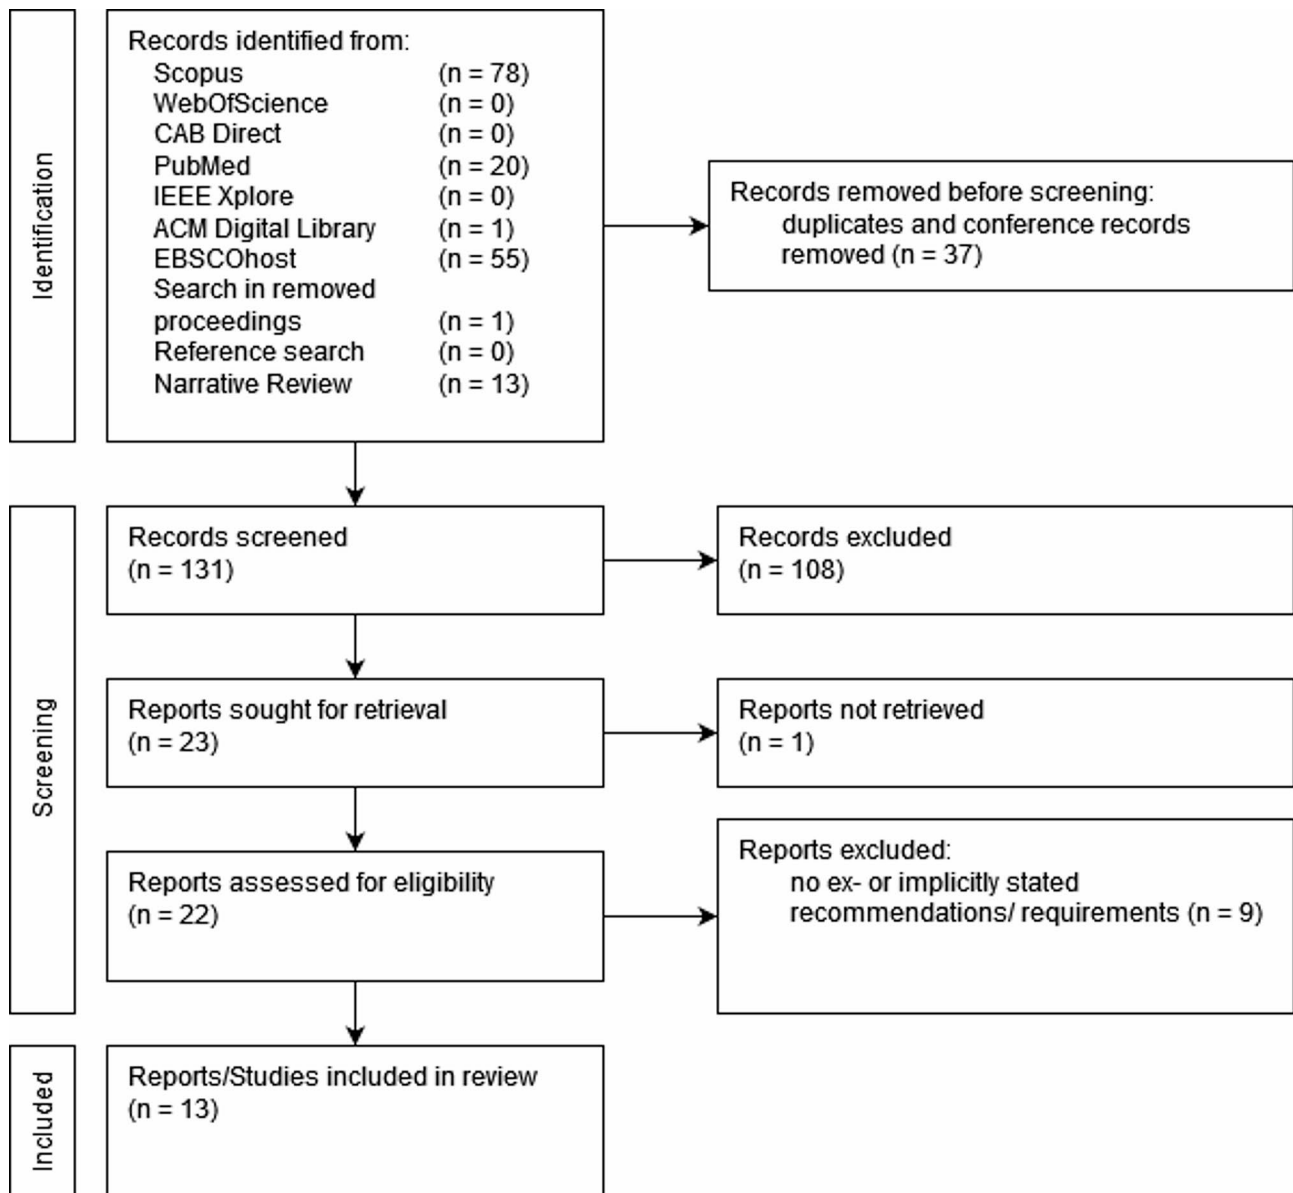 Identification
Records identified from:
Scopus (n = 78)
WebOfScience (n = 0)
CAB Direct (n = 0)
PubMed (n = 20)
IEEE Xplore (n = 0)
ACM Digital Library (n = 1)
EBSCOhost (n = 55)
Search in removed
proceedings (n = 1)
Reference search (n = 0)
Narrative Review (n = 13)
Records removed before screening:
duplicates and conference records
removed (n = 37)
Screening
Records screened
(n = 131)
Records excluded
(n = 108)
Reports sought for retrieval
(n = 23)
Reports not retrieved
(n = 1)
Reports assessed for eligibility
(n = 22)
Reports excluded:
no ex- or implicitly stated
recommendations/ requirements (n = 9)
Included
Reports/Studies included in review
(n = 13)